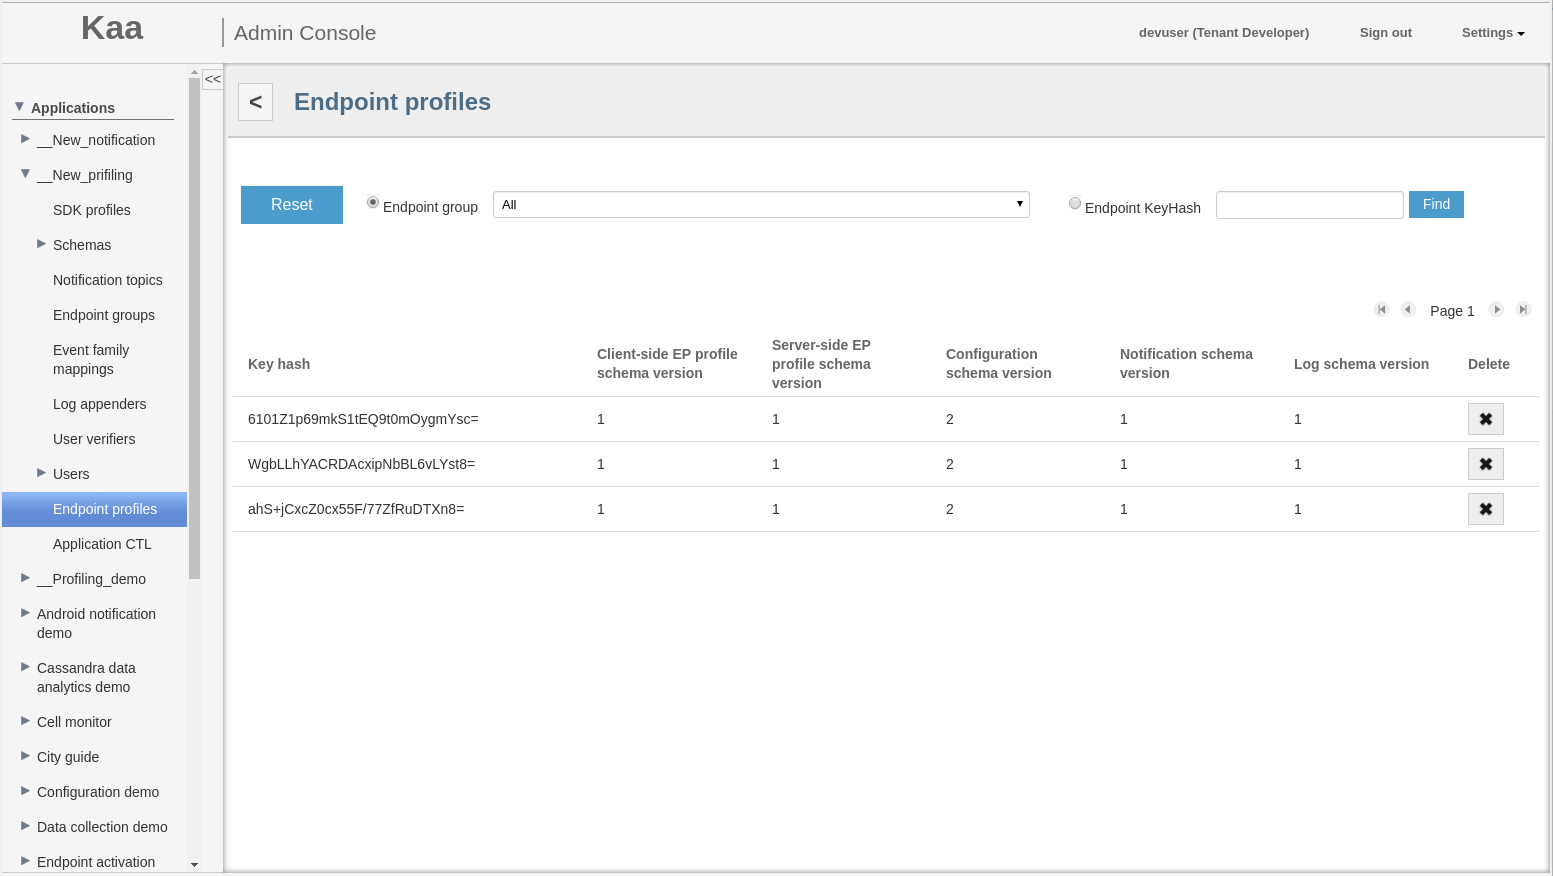 Kaa
Admin Console
devuser (Tenant Developer)
Sign out
Settings
<<
Applications
__New_notification
__New_prifiling
SDK profiles
Schemas
Notification topics
Endpoint groups
Event family
mappings
Log appenders
User verifiers
Users
Endpoint profiles
Application CTL
__Profiling_demo
Android notification
demo
Cassandra data
analytics demo
Cell monitor
City guide
Configuration demo
Data collection demo
Endpoint activation
< Endpoint profiles
Reset
Endpoint group
All
Endpoint KeyHash
Find
Page 1
Key hash
Client-side EP profile
schema version
Server-side EP
profile schema
version
Configuration
schema version
Notification schema
version
Log schema version
Delete
6101Z1p69mkS1tEQ9t0mOygmYsc= 1 1 2 1 1
WgbLLhYACRDAcxipNbBL6vLYst8= 1 1 2 1 1
ahS+jCxcZ0cx55F/77ZfRuDTXn8= 1 1 2 1 1